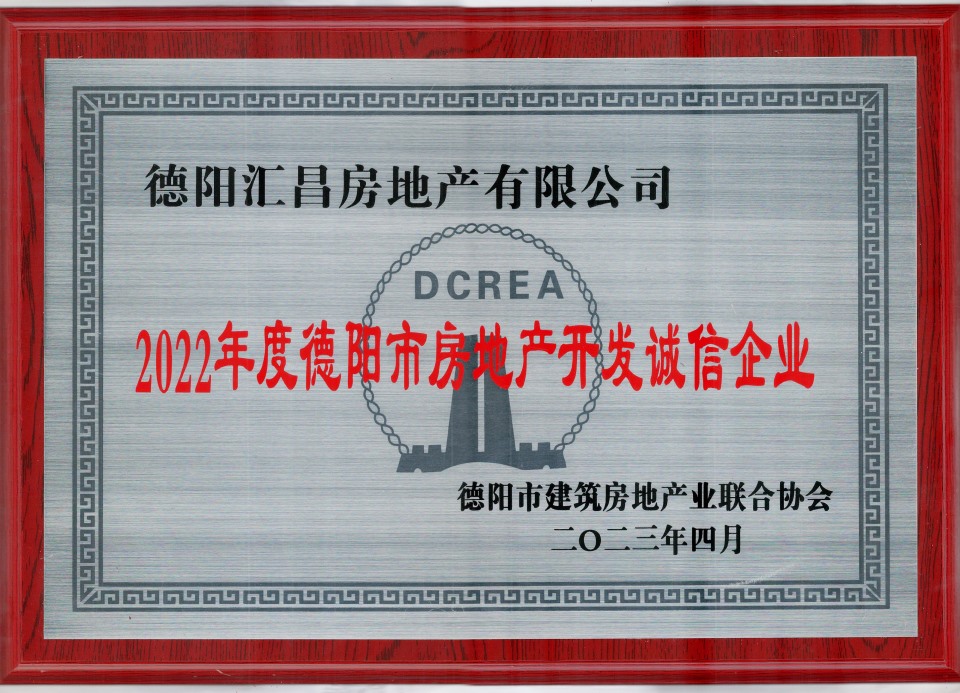 德阳汇昌房地产有限公司
DCREA
2022年度德阳市房地产开发诚信企业
德阳市建筑房地产业联合协会
二〇二三年四月